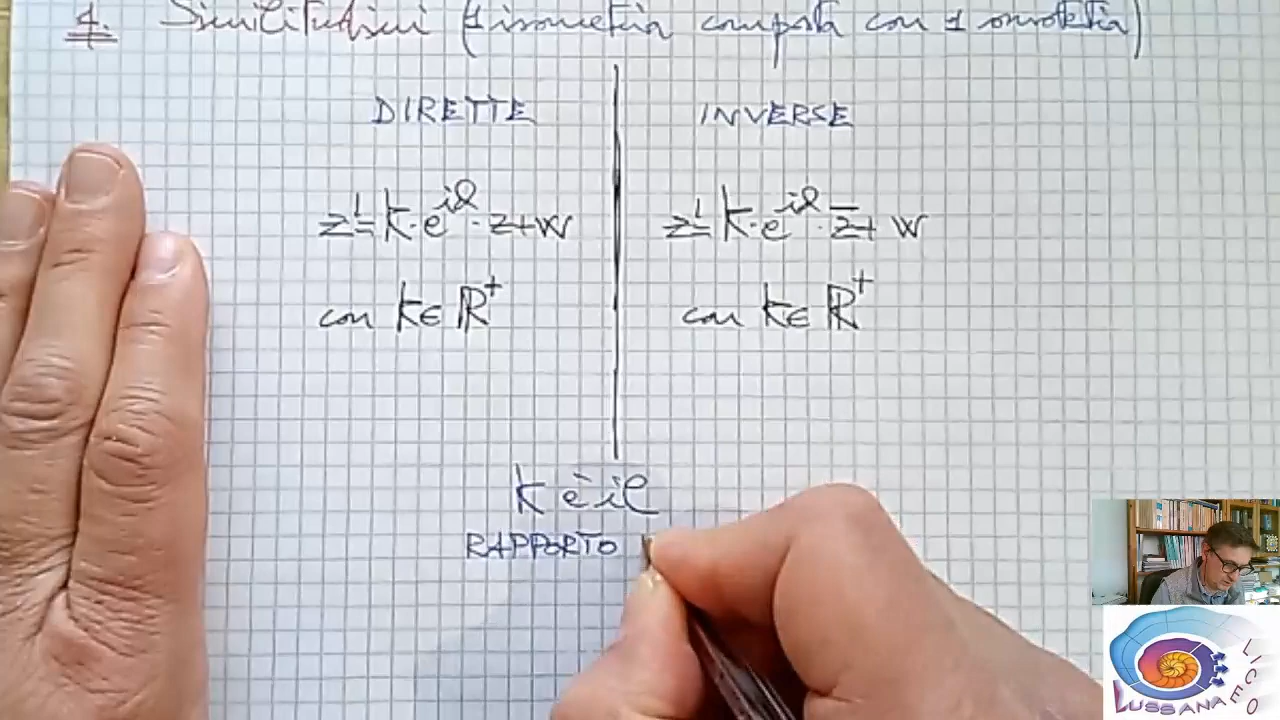 4. Similitudini (1 isometria composta con 1 omotetia)
DIRETTE
z'=k·e^iϑ·z+w
con k∈ℝ⁺
INVERSE
z'=k·e^iϑ·z̅+w
con k∈ℝ⁺
k è il
RAPPORTO
LUSSANA
LICEO